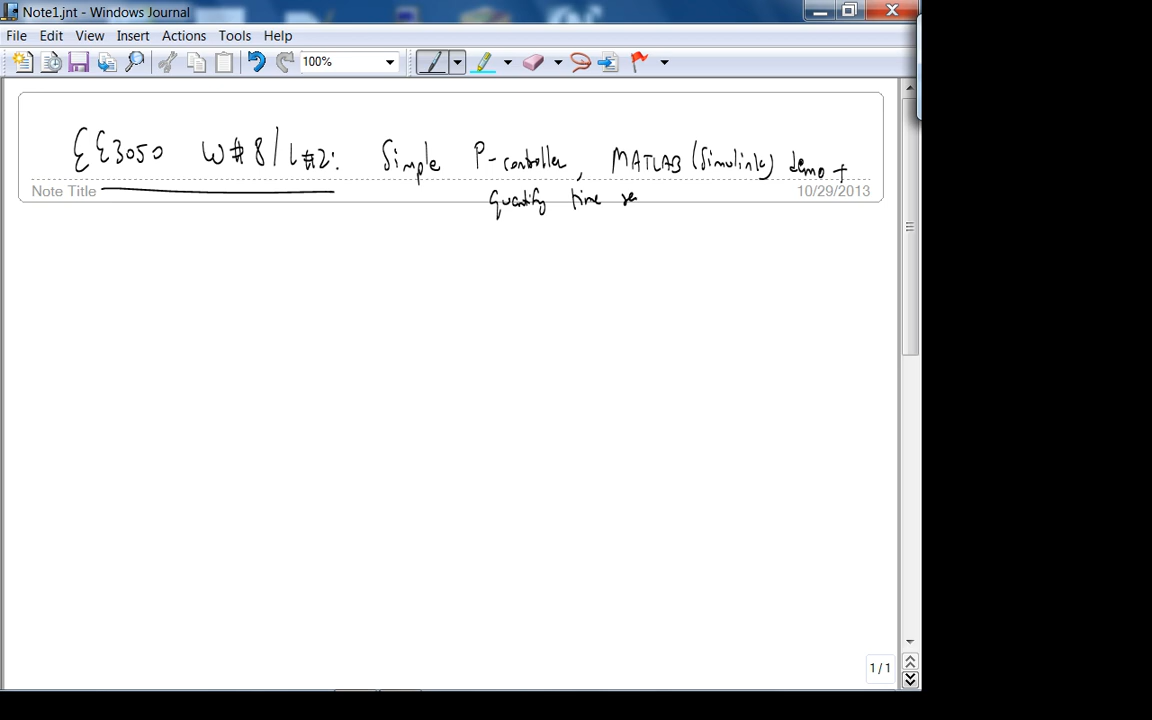 Note1.jnt - Windows Journal
File Edit View Insert Actions Tools Help
100%
EE3050 W#8/L#2: Simple P-controller, MATLAB (Simulink) demo +
quantify time re
Note Title
10/29/2013
1/1